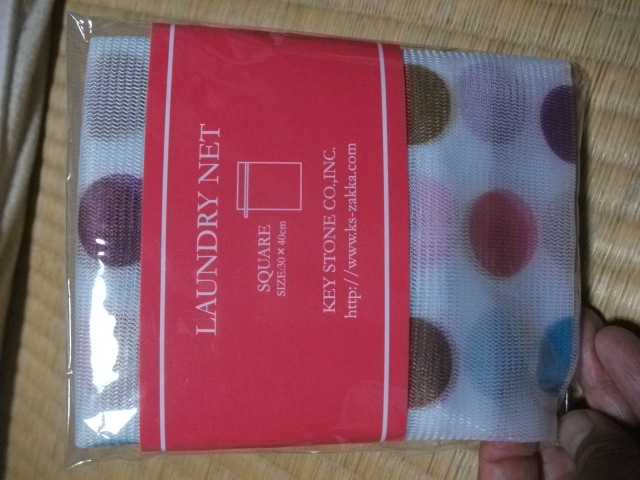 LAUNDRY NET
SQUARE
SIZE:30×40cm
KEY STONE CO.,INC.
http://www.ks-zakka.com